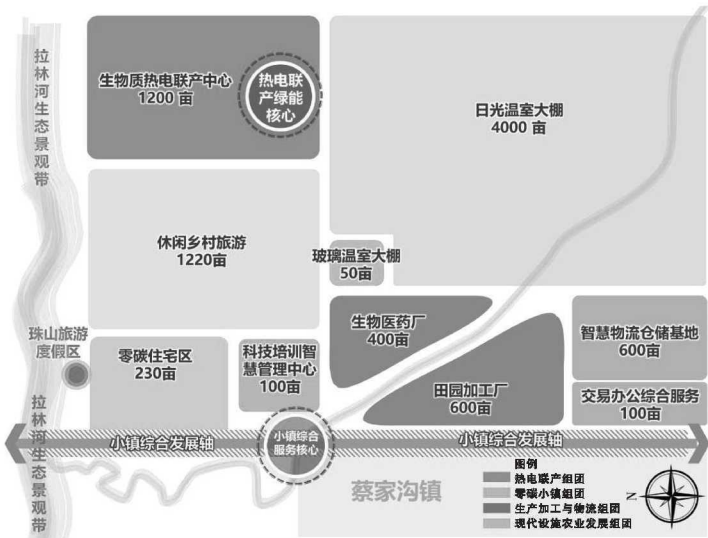 拉林河生态景观带
生物质热电联产中心
1200 亩
热电联
产绿能
核心
日光温室大棚
4000 亩
休闲乡村旅游
1220亩
玻璃温室大棚
50亩
珠山旅游
度假区
零碳住宅区
230亩
科技培训智
慧管理中心
100亩
生物医药厂
400亩
田园加工厂
600亩
智慧物流仓储基地
600亩
交易办公综合服务
100亩
拉林河生态景观带
小镇综合发展轴
小镇综合
服务核心
小镇综合发展轴
蔡家沟镇
图例
热电联产组团
零碳小镇组团
生产加工与物流组团
现代设施农业发展组团
N